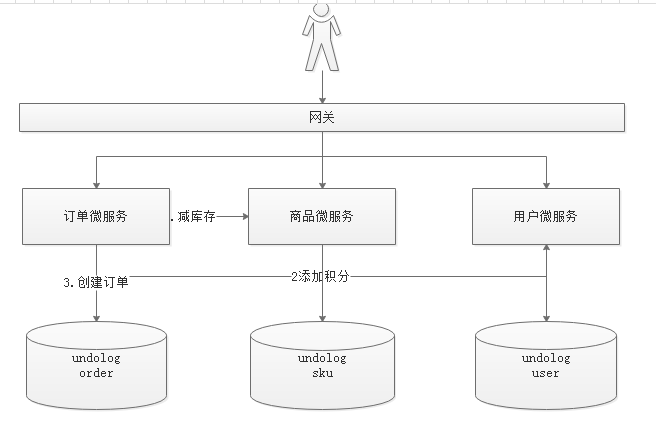 网关
订单微服务
.减库存
商品微服务
用户微服务
3.创建订单
2添加积分
undolog
order
undolog
sku
undolog
user